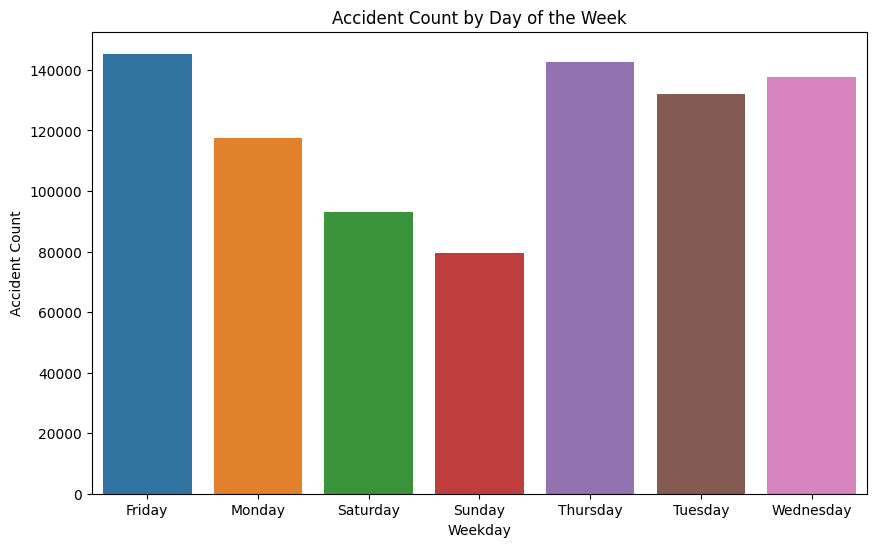 Accident Count by Day of the Week
Accident Count
140000
120000
100000
80000
60000
40000
20000
0
Friday Monday Saturday Sunday Thursday Tuesday Wednesday
Weekday